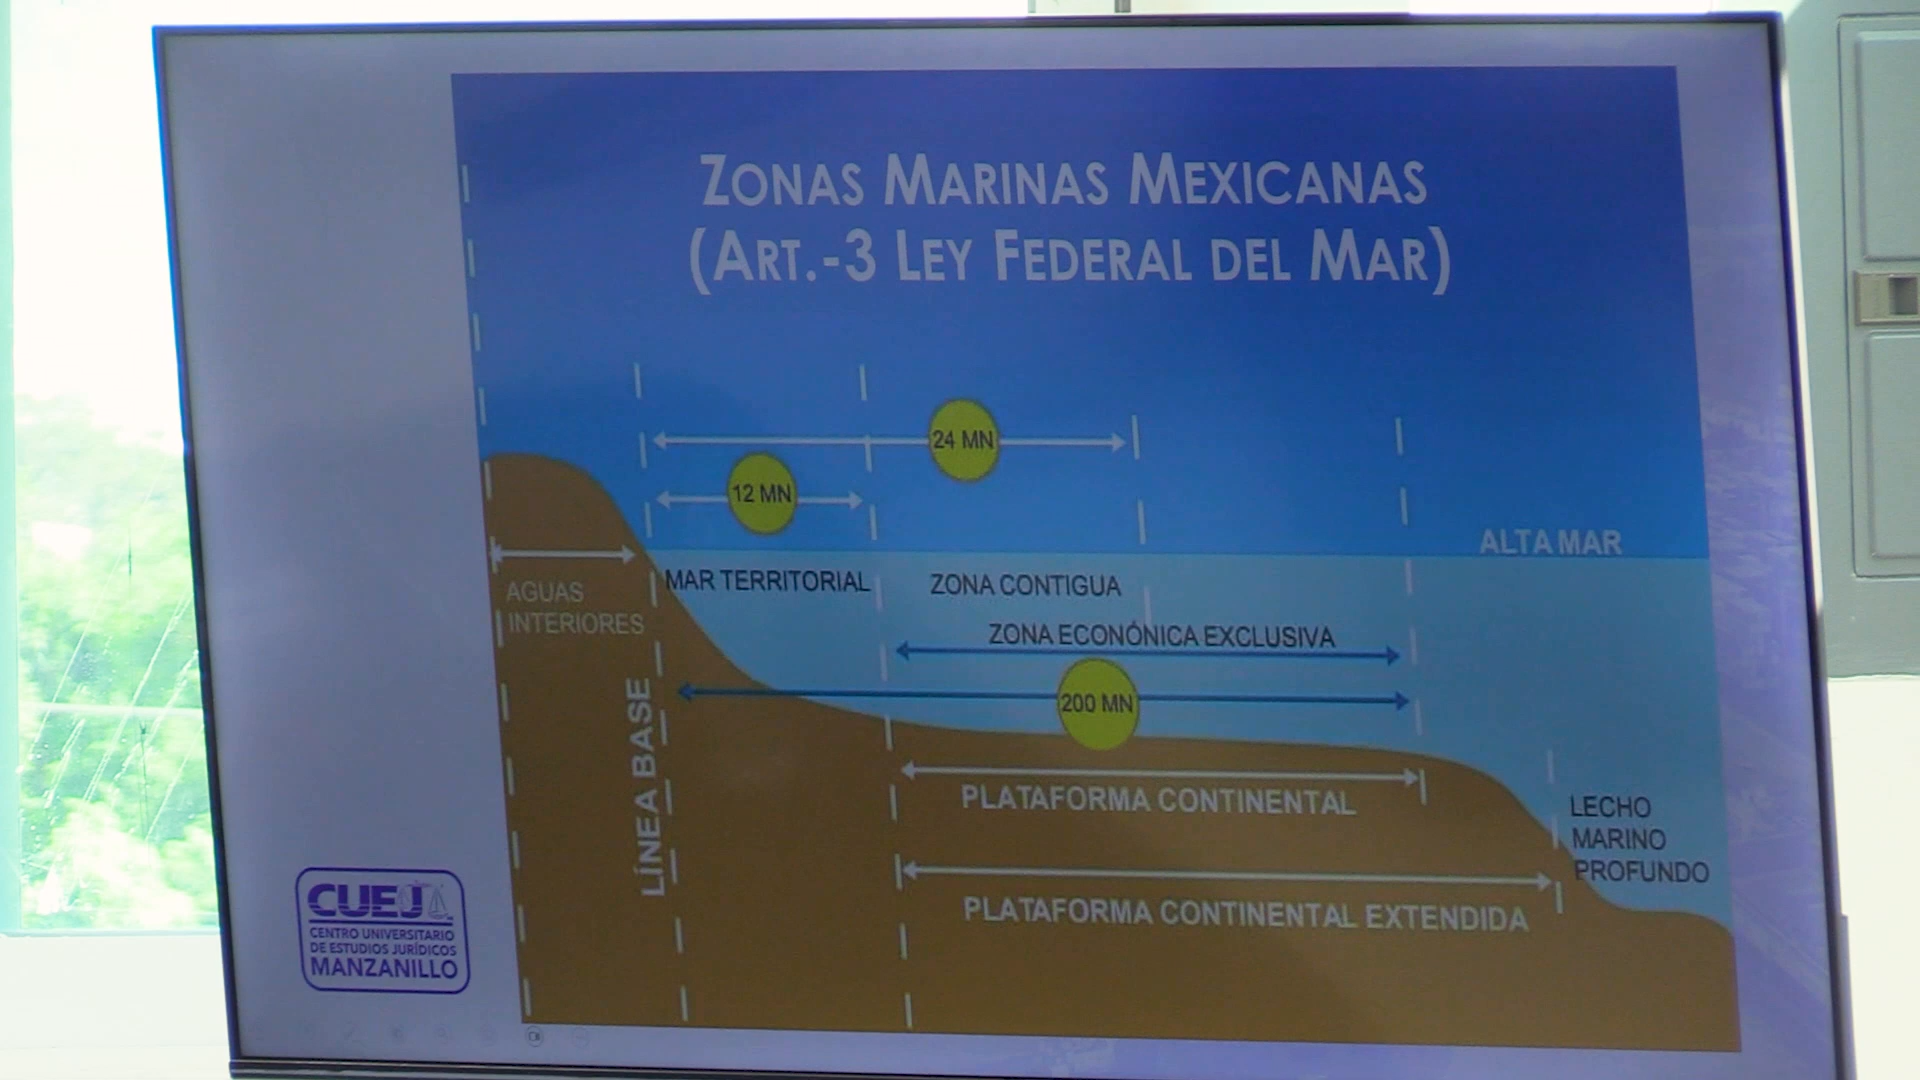 ZONAS MARINAS MEXICANAS
(ART.-3 LEY FEDERAL DEL MAR)
24 MN
12 MN
ALTA MAR
AGUAS
INTERIORES
MAR TERRITORIAL
ZONA CONTIGUA
ZONA ECONÓNICA EXCLUSIVA
200 MN
LÍNEA BASE
PLATAFORMA CONTINENTAL
LECHO
MARINO
PROFUNDO
PLATAFORMA CONTINENTAL EXTENDIDA
CUEJ
CENTRO UNIVERSITARIO
DE ESTUDIOS JURÍDICOS
MANZANILLO